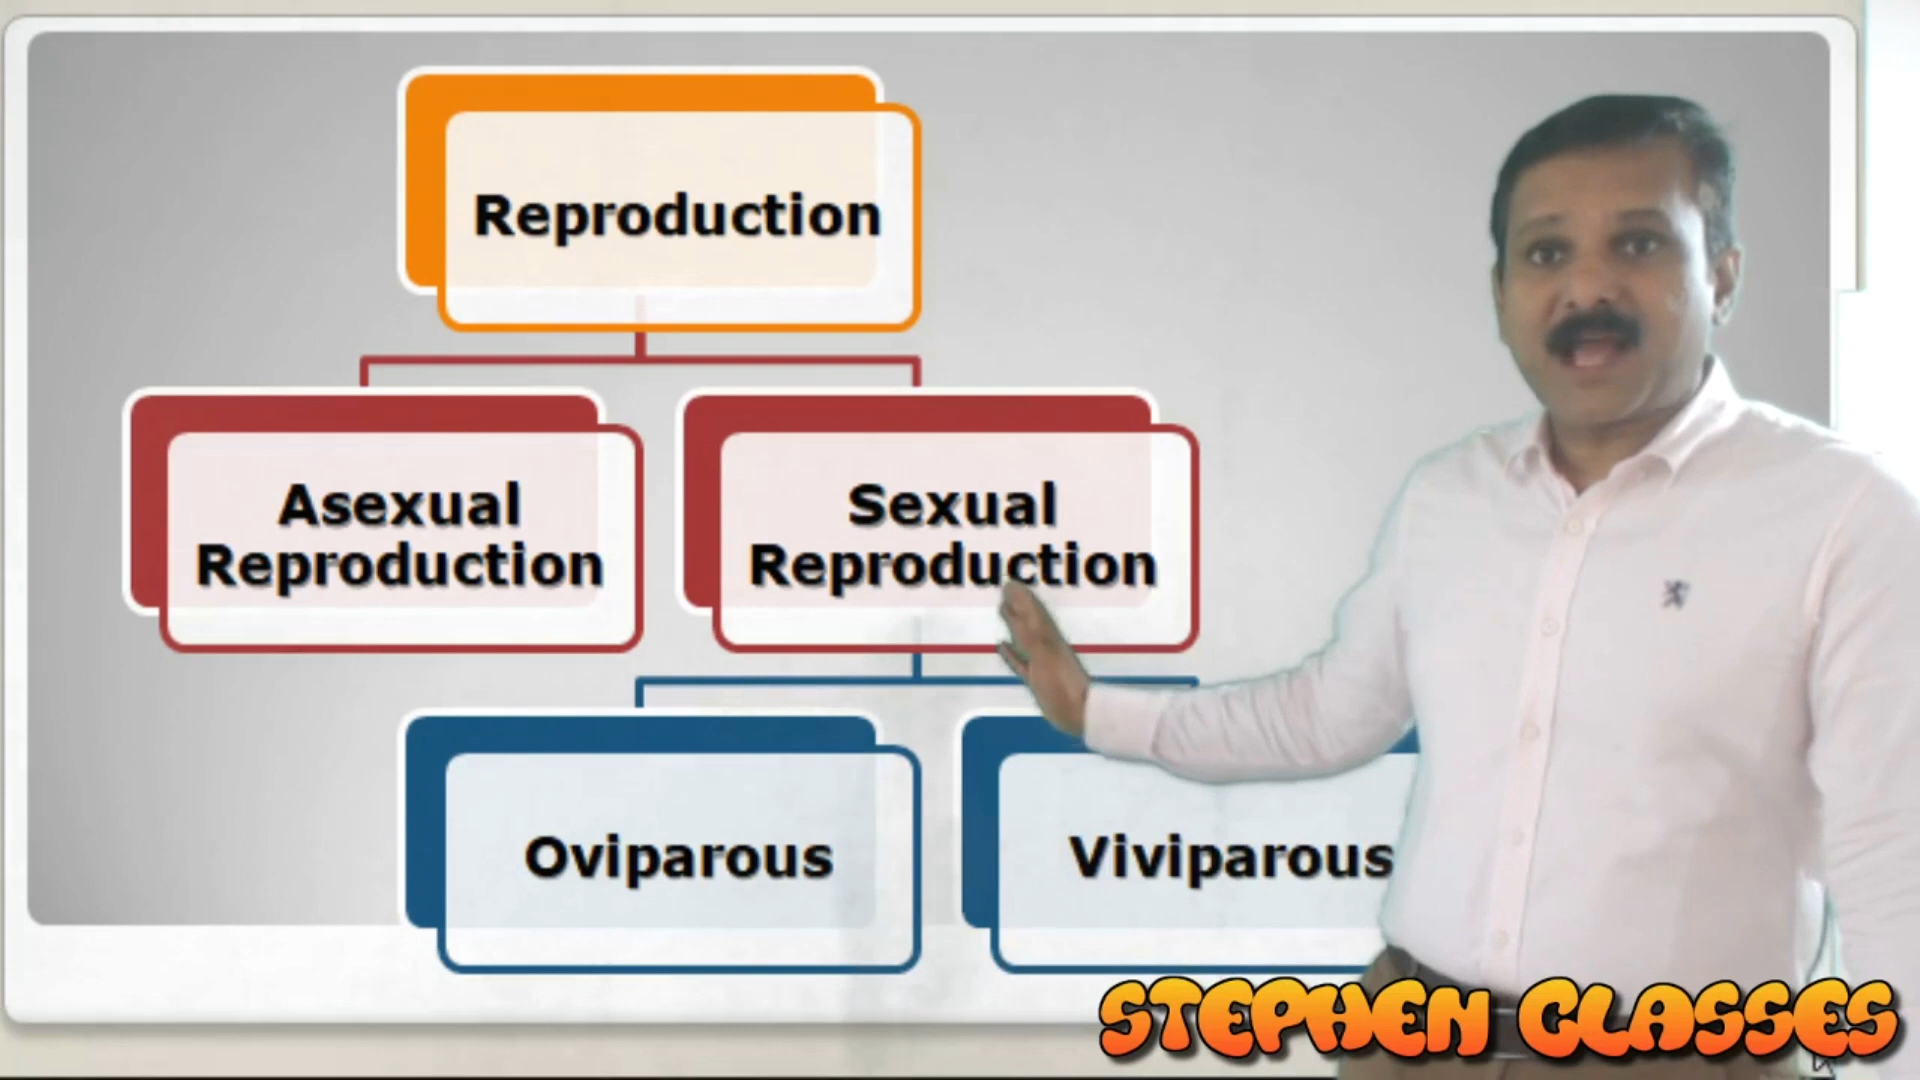 Reproduction
Asexual
Reproduction
Sexual
Reproduction
Oviparous
Viviparous
STEPHEN CLASSES